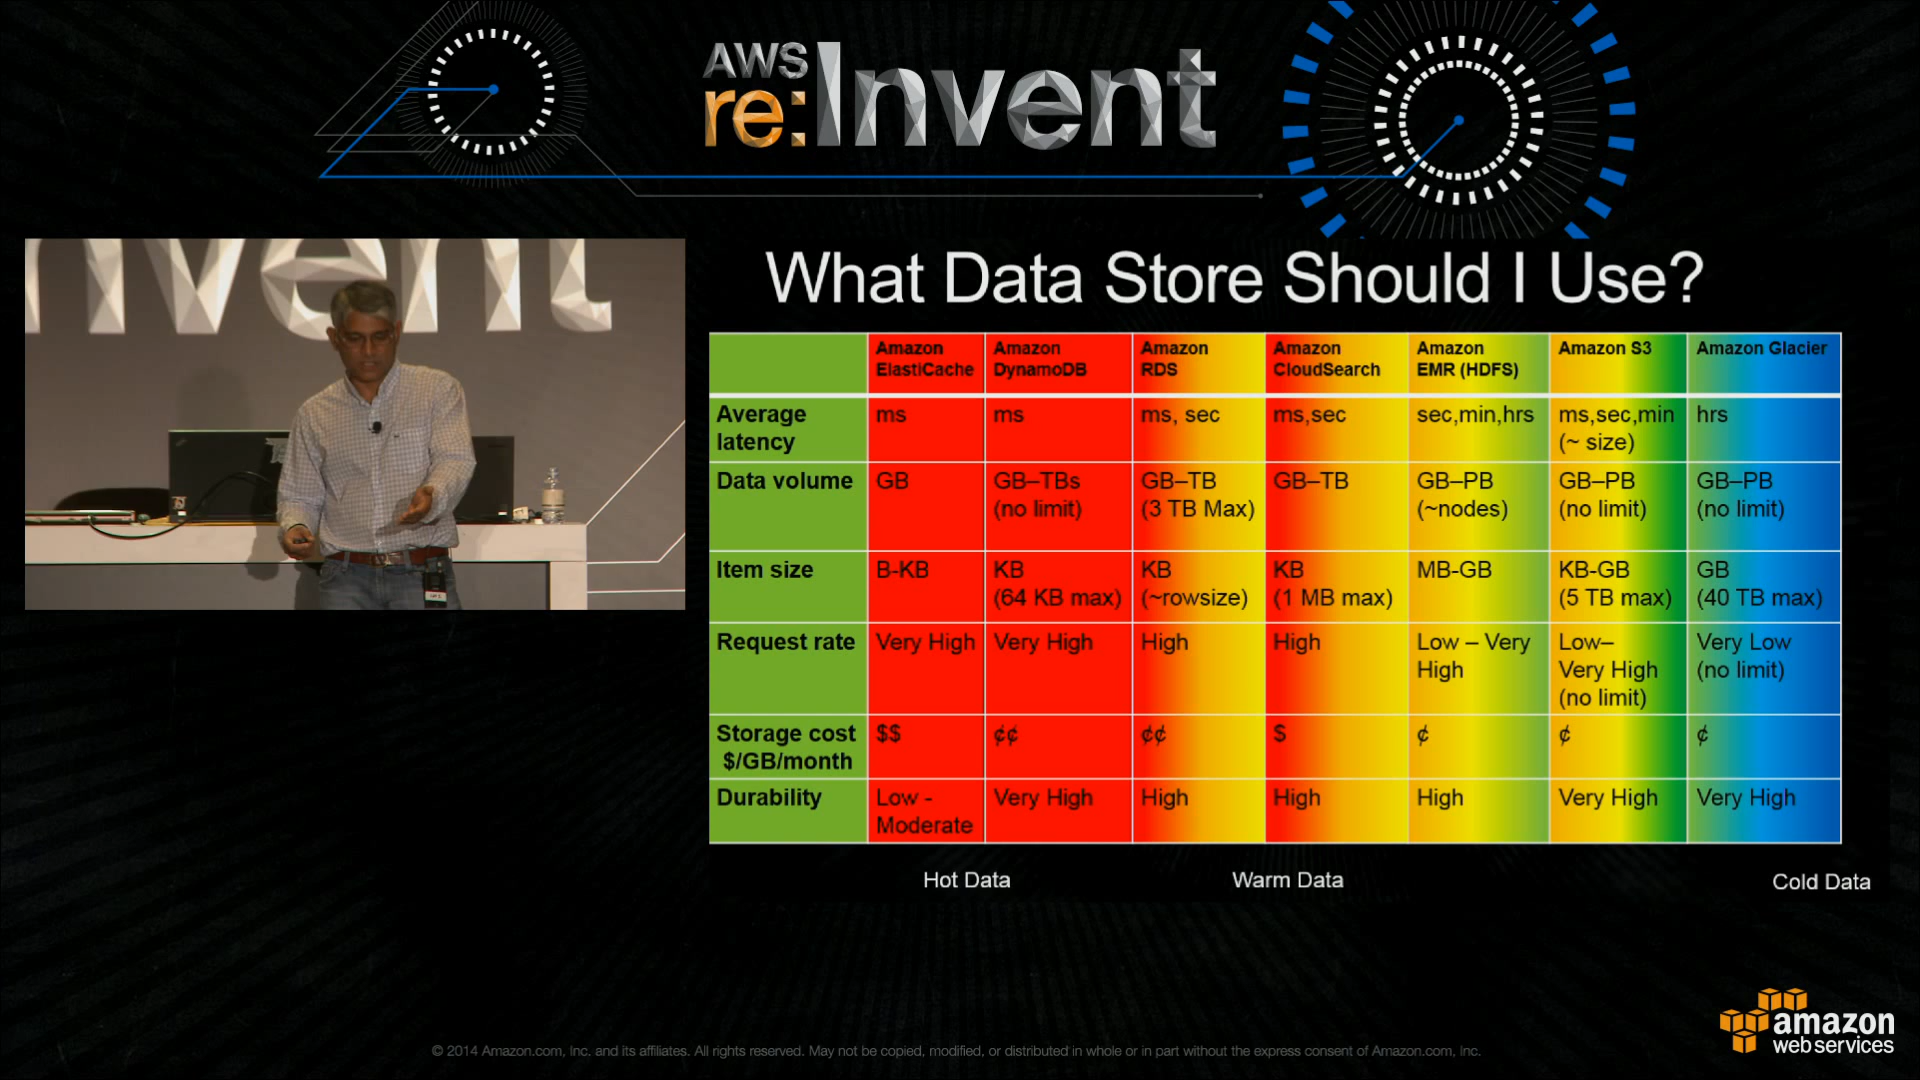 AWS
re:Invent
nvent
What Data Store Should I Use?
Amazon ElastiCache
Amazon DynamoDB
Amazon RDS
Amazon CloudSearch
Amazon EMR (HDFS)
Amazon S3
Amazon Glacier
Average latency
ms
ms
ms, sec
ms,sec
sec,min,hrs
ms,sec,min (~ size)
hrs
Data volume
GB
GB–TBs (no limit)
GB–TB (3 TB Max)
GB–TB
GB–PB (~nodes)
GB–PB (no limit)
GB–PB (no limit)
Item size
B-KB
KB (64 KB max)
KB (~rowsize)
KB (1 MB max)
MB-GB
KB-GB (5 TB max)
GB (40 TB max)
Request rate
Very High
Very High
High
High
Low – Very High
Low– Very High (no limit)
Very Low (no limit)
Storage cost $/GB/month
$$
¢¢
¢¢
$
¢
¢
¢
Durability
Low - Moderate
Very High
High
High
High
Very High
Very High
Hot Data
Warm Data
Cold Data
amazon
web services
© 2014 Amazon.com, Inc. and its affiliates. All rights reserved. May not be copied, modified, or distributed in whole or in part without the express consent of Amazon.com, Inc.